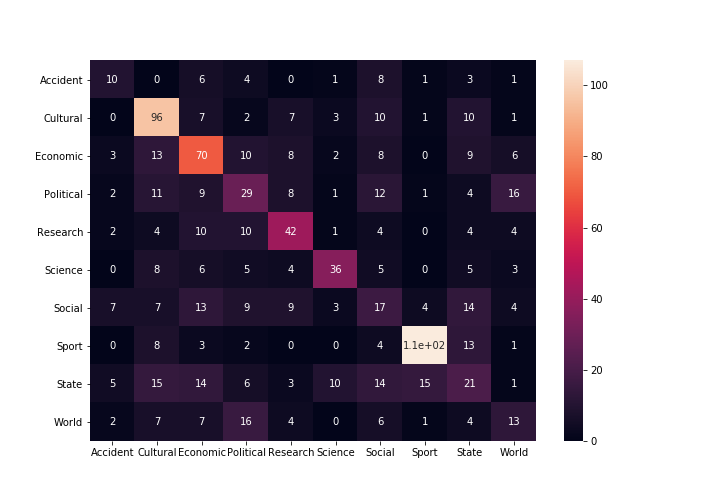 Accident 10 0 6 4 0 1 8 1 3 1
Cultural 0 96 7 2 7 3 10 1 10 1
Economic 3 13 70 10 8 2 8 0 9 6
Political 2 11 9 29 8 1 12 1 4 16
Research 2 4 10 10 42 1 4 0 4 4
Science 0 8 6 5 4 36 5 0 5 3
Social 7 7 13 9 9 3 17 4 14 4
Sport 0 8 3 2 0 0 4 1.1e+02 13 1
State 5 15 14 6 3 10 14 15 21 1
World 2 7 7 16 4 0 6 1 4 13
Accident Cultural Economic Political Research Science Social Sport State World
100
80
60
40
20
0